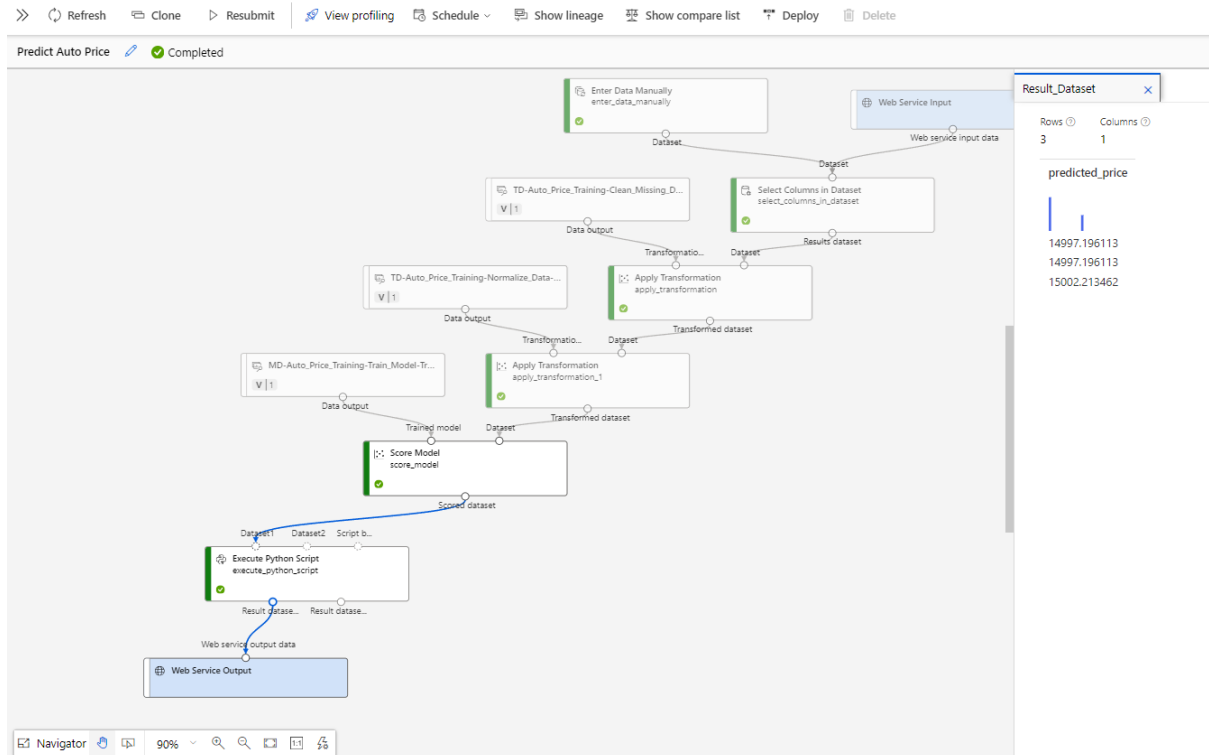 Refresh Clone Resubmit View profiling Schedule Show lineage Show compare list Deploy Delete
Predict Auto Price Completed
Enter Data Manually
enter_data_manually
Dataset
Web Service Input
Web service input data
Dataset
TD-Auto_Price_Training-Clean_Missing_D...
V | 1
Data output
Select Columns in Dataset
select_columns_in_dataset
Results dataset
Transformatio... Dataset
TD-Auto_Price_Training-Normalize_Data-...
V | 1
Data output
Apply Transformation
apply_transformation
Transformed dataset
Transformatio... Dataset
MD-Auto_Price_Training-Train_Model-Tr...
V | 1
Data output
Apply Transformation
apply_transformation_1
Transformed dataset
Trained model Dataset
Score Model
score_model
Scored dataset
Dataset1 Dataset2 Script b...
Execute Python Script
execute_python_script
Result datase... Result datase...
Web service output data
Web Service Output
Navigator 90% 1:1
Result_Dataset
Rows Columns
3 1
predicted_price
14997.196113
14997.196113
15002.213462